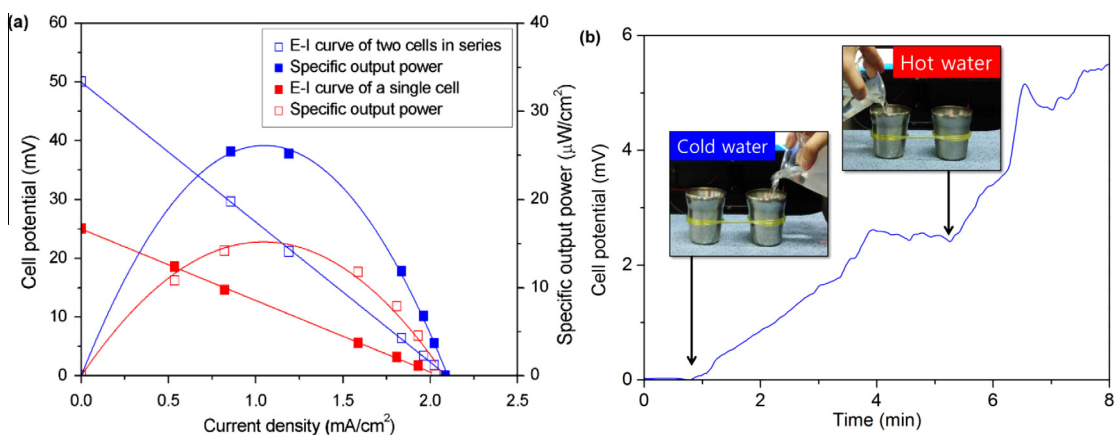 (a)
60
50
40
30
20
10
0
Cell potential (mV)
40
30
20
10
0
Specific output power (μW/cm²)
E-I curve of two cells in series
Specific output power
E-I curve of a single cell
Specific output power
0.0
0.5
1.0
1.5
2.0
2.5
Current density (mA/cm²)
(b)
6
4
2
0
Cell potential (mV)
Cold water
Hot water
0
2
4
6
8
Time (min)